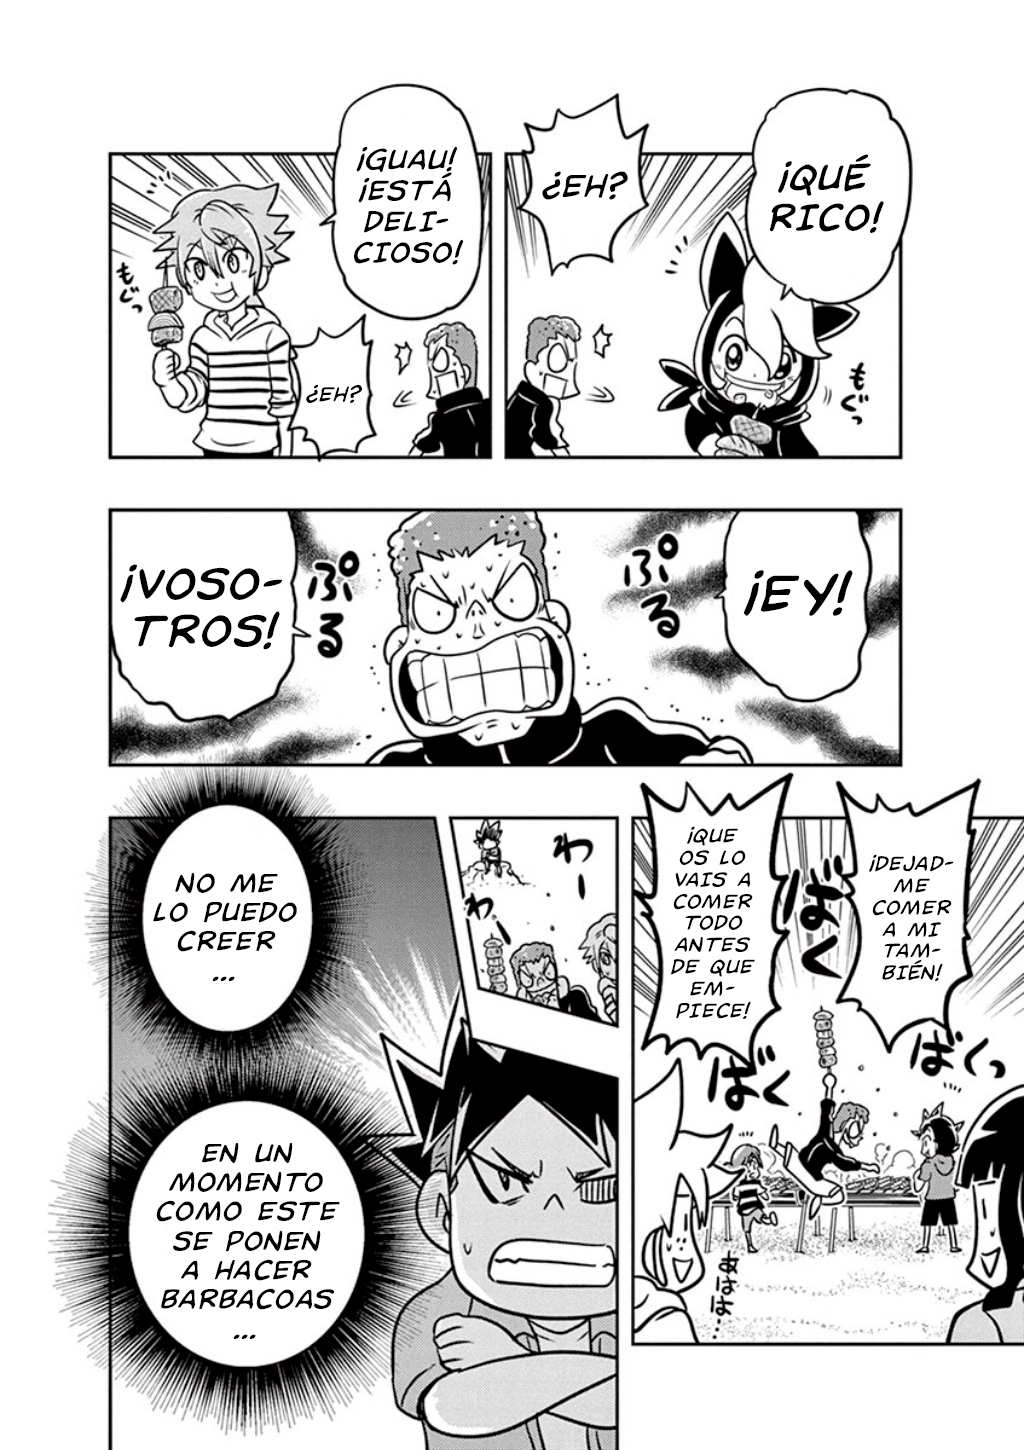 ¡QUÉ
RICO!
¿EH?
もぐっ
¡GUAU!
¡ESTÁ
DELI-
CIOSO!
¿EH?
もぐっ
¡EY!
ぷる
ぷる
¡VOSO-
TROS!
¡DEJAD-
ME
COMER
A MI
TAM-
BIÉN!
¡QUE
OS LO
VAIS A
COMER
TODO
ANTES
DE QUE
EM-
PIECE!
ばく
ばくっ
ばく
あはは…
わー
わー
NO ME
LO PUEDO
CREER
...
EN UN
MOMENTO
COMO ESTE
SE PONEN
A HACER
BARBACOAS
...